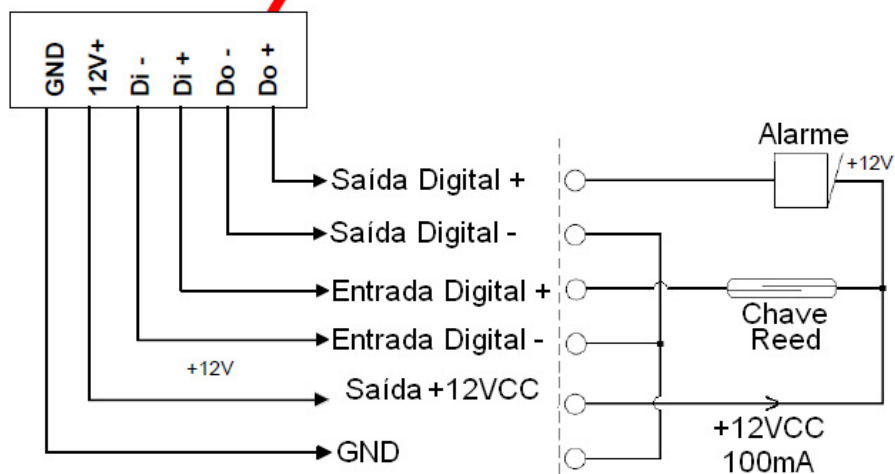 GND
12V+
Di -
Di +
Do -
Do +
Alarme
+12V
Saída Digital +
Saída Digital -
Entrada Digital +
Chave
Reed
Entrada Digital -
+12V
Saída +12VCC
+12VCC
100mA
GND